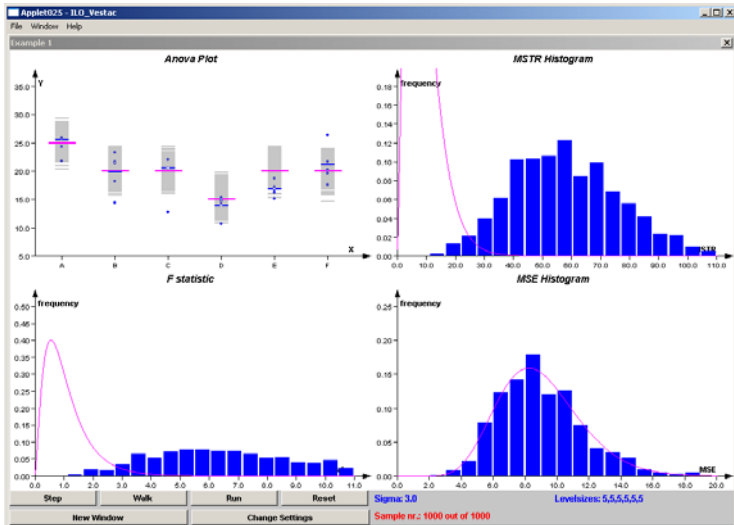 Applet025 - ILO_Vestac
File Window Help
Example 1
Anova Plot
Y
35.0
30.0
25.0
20.0
15.0
10.0
5.0
A B C D E F
X
MSTR Histogram
frequency
0.18
0.16
0.14
0.12
0.10
0.08
0.06
0.04
0.02
0.00
0.0 10.0 20.0 30.0 40.0 50.0 60.0 70.0 80.0 90.0 100.0 110.0
STR
F statistic
frequency
0.50
0.45
0.40
0.35
0.30
0.25
0.20
0.15
0.10
0.05
0.00
0.0 1.0 2.0 3.0 4.0 5.0 6.0 7.0 8.0 9.0 10.0 11.0
MSE Histogram
frequency
0.25
0.20
0.15
0.10
0.05
0.00
0.0 2.0 4.0 6.0 8.0 10.0 12.0 14.0 16.0 18.0 20.0
MSE
Step Walk Run Reset
New Window Change Settings
Sigma: 3.0 Levelsizes: 5,5,5,5,5,5
Sample nr.: 1000 out of 1000